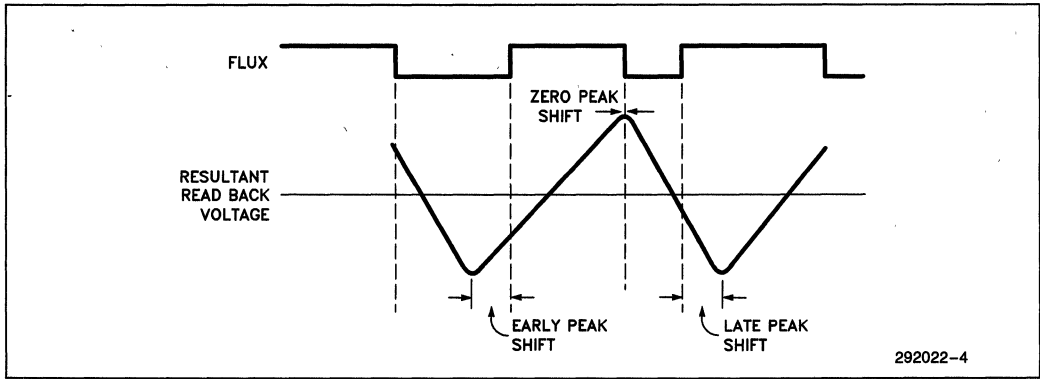 FLUX
ZERO PEAK
SHIFT
RESULTANT
READ BACK
VOLTAGE
EARLY PEAK
SHIFT
LATE PEAK
SHIFT
292022-4